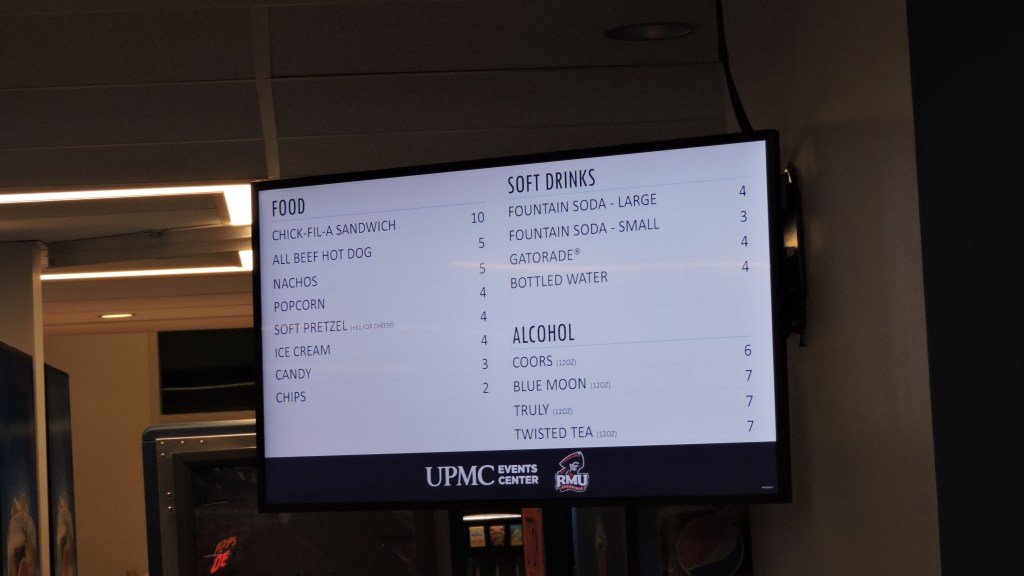 FOOD
CHICK-FIL-A SANDWICH 10
ALL BEEF HOT DOG 5
NACHOS 5
POPCORN 4
SOFT PRETZEL (+$1 FOR CHEESE) 4
ICE CREAM 4
CANDY 3
CHIPS 2
SOFT DRINKS
FOUNTAIN SODA - LARGE 4
FOUNTAIN SODA - SMALL 3
GATORADE® 4
BOTTLED WATER 4
ALCOHOL
COORS (12OZ) 6
BLUE MOON (12OZ) 7
TRULY (12OZ) 7
TWISTED TEA (12OZ) 7
UPMC EVENTS CENTER
RMU